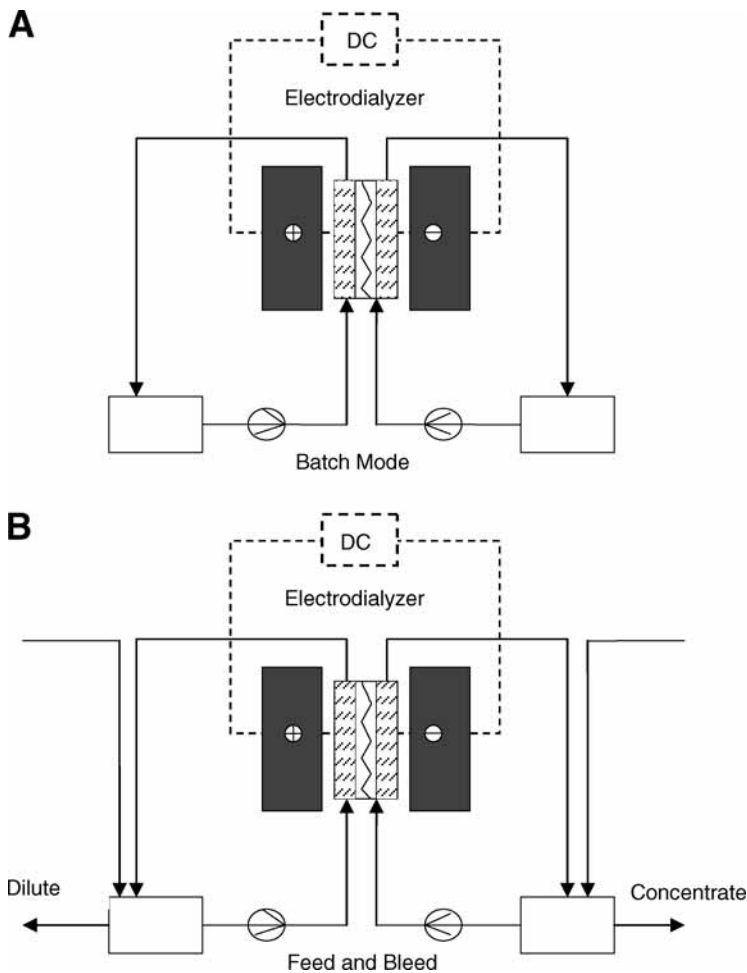 A
DC
Electrodialyzer
Batch Mode
B
DC
Electrodialyzer
Dilute
Concentrate
Feed and Bleed